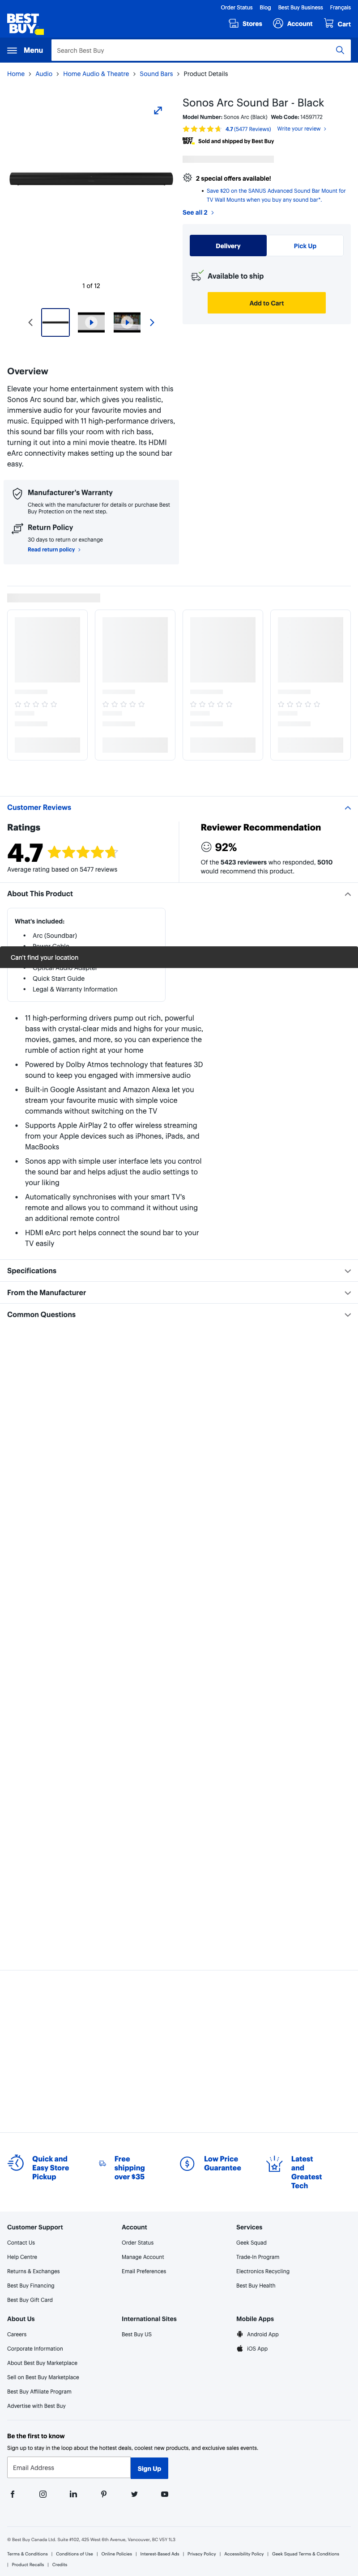 Order Status Blog Best Buy Business Français
BEST BUY
Stores Account Cart
Menu Search Best Buy
Home > Audio > Home Audio & Theatre > Sound Bars > Product Details
Sonos Arc Sound Bar - Black
Model Number: Sonos Arc (Black) Web Code: 14597172
4.7 (5477 Reviews) Write your review
BEST BUY Sold and shipped by Best Buy
2 special offers available!
• Save $20 on the SANUS Advanced Sound Bar Mount for
TV Wall Mounts when you buy any sound bar*.
See all 2
Delivery Pick Up
Available to ship
Add to Cart
1 of 12
Overview
Elevate your home entertainment system with this
Sonos Arc sound bar, which gives you realistic,
immersive audio for your favourite movies and
music. Equipped with 11 high-performance drivers,
this sound bar fills your room with rich bass,
turning it out into a mini movie theatre. Its HDMI
eArc connectivity makes setting up the sound bar
easy.
Manufacturer's Warranty
Check with the manufacturer for details or purchase Best
Buy Protection on the next step.
Return Policy
30 days to return or exchange
Read return policy
Customer Reviews
Ratings
4.7
Average rating based on 5477 reviews
Reviewer Recommendation
92%
Of the 5423 reviewers who responded, 5010
would recommend this product.
About This Product
What's included:
• Arc (Soundbar)
• Power Cable
Can't find your location
• Optical Audio Adapter
• Quick Start Guide
• Legal & Warranty Information
• 11 high-performing drivers pump out rich, powerful
bass with crystal-clear mids and highs for your music,
movies, games, and more, so you can experience the
rumble of action right at your home
• Powered by Dolby Atmos technology that features 3D
sound to keep you engaged with immersive audio
• Built-in Google Assistant and Amazon Alexa let you
stream your favourite music with simple voice
commands without switching on the TV
• Supports Apple AirPlay 2 to offer wireless streaming
from your Apple devices such as iPhones, iPads, and
MacBooks
• Sonos app with simple user interface lets you control
the sound bar and helps adjust the audio settings to
your liking
• Automatically synchronises with your smart TV's
remote and allows you to command it without using
an additional remote control
• HDMI eArc port helps connect the sound bar to your
TV easily
Specifications
From the Manufacturer
Common Questions
Quick and
Easy Store
Pickup
Free
shipping
over $35
Low Price
Guarantee
Latest
and
Greatest
Tech
Customer Support
Contact Us
Help Centre
Returns & Exchanges
Best Buy Financing
Best Buy Gift Card
Account
Order Status
Manage Account
Email Preferences
Services
Geek Squad
Trade-In Program
Electronics Recycling
Best Buy Health
About Us
Careers
Corporate Information
About Best Buy Marketplace
Sell on Best Buy Marketplace
Best Buy Affiliate Program
Advertise with Best Buy
International Sites
Best Buy US
Mobile Apps
Android App
iOS App
Be the first to know
Sign up to stay in the loop about the hottest deals, coolest new products, and exclusive sales events.
Email Address Sign Up
© Best Buy Canada Ltd. Suite #102, 425 West 6th Avenue, Vancouver, BC V5Y 1L3
Terms & Conditions | Conditions of Use | Online Policies | Interest-Based Ads | Privacy Policy | Accessibility Policy | Geek Squad Terms & Conditions
| Product Recalls | Credits